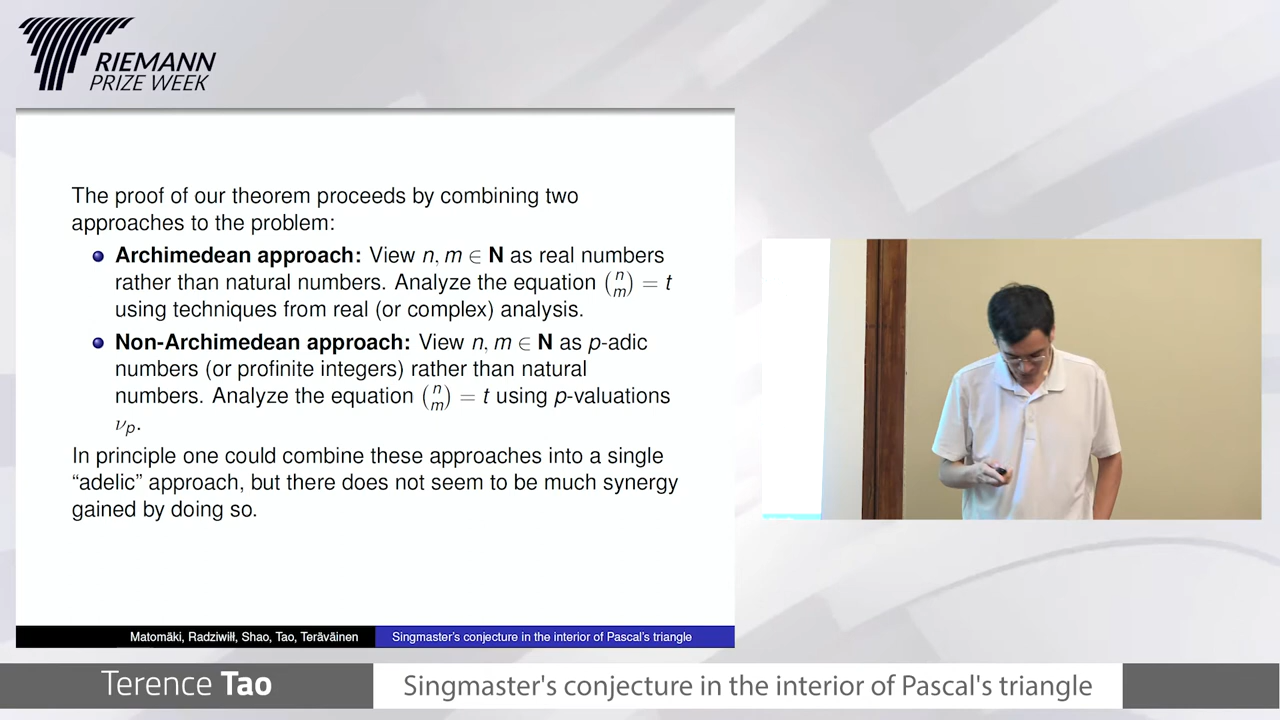 RIEMANN
PRIZE WEEK
The proof of our theorem proceeds by combining two
approaches to the problem:
Archimedean approach: View n, m ∈ N as real numbers
rather than natural numbers. Analyze the equation (n m) = t
using techniques from real (or complex) analysis.
Non-Archimedean approach: View n, m ∈ N as p-adic
numbers (or profinite integers) rather than natural
numbers. Analyze the equation (n m) = t using p-valuations
νp.
In principle one could combine these approaches into a single
“adelic” approach, but there does not seem to be much synergy
gained by doing so.
Matomäki, Radziwiłł, Shao, Tao, Teräväinen
Singmaster's conjecture in the interior of Pascal's triangle
Terence Tao
Singmaster's conjecture in the interior of Pascal's triangle